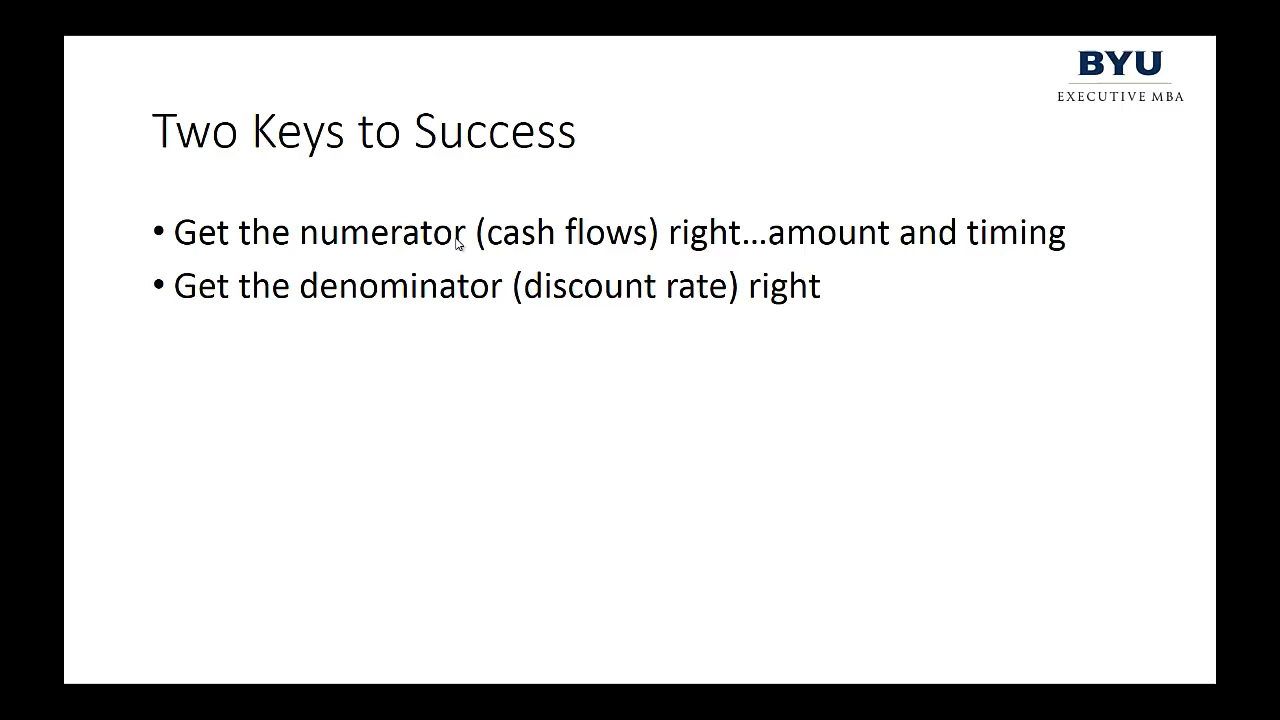 BYU
EXECUTIVE MBA
Two Keys to Success
• Get the numerator (cash flows) right…amount and timing
• Get the denominator (discount rate) right